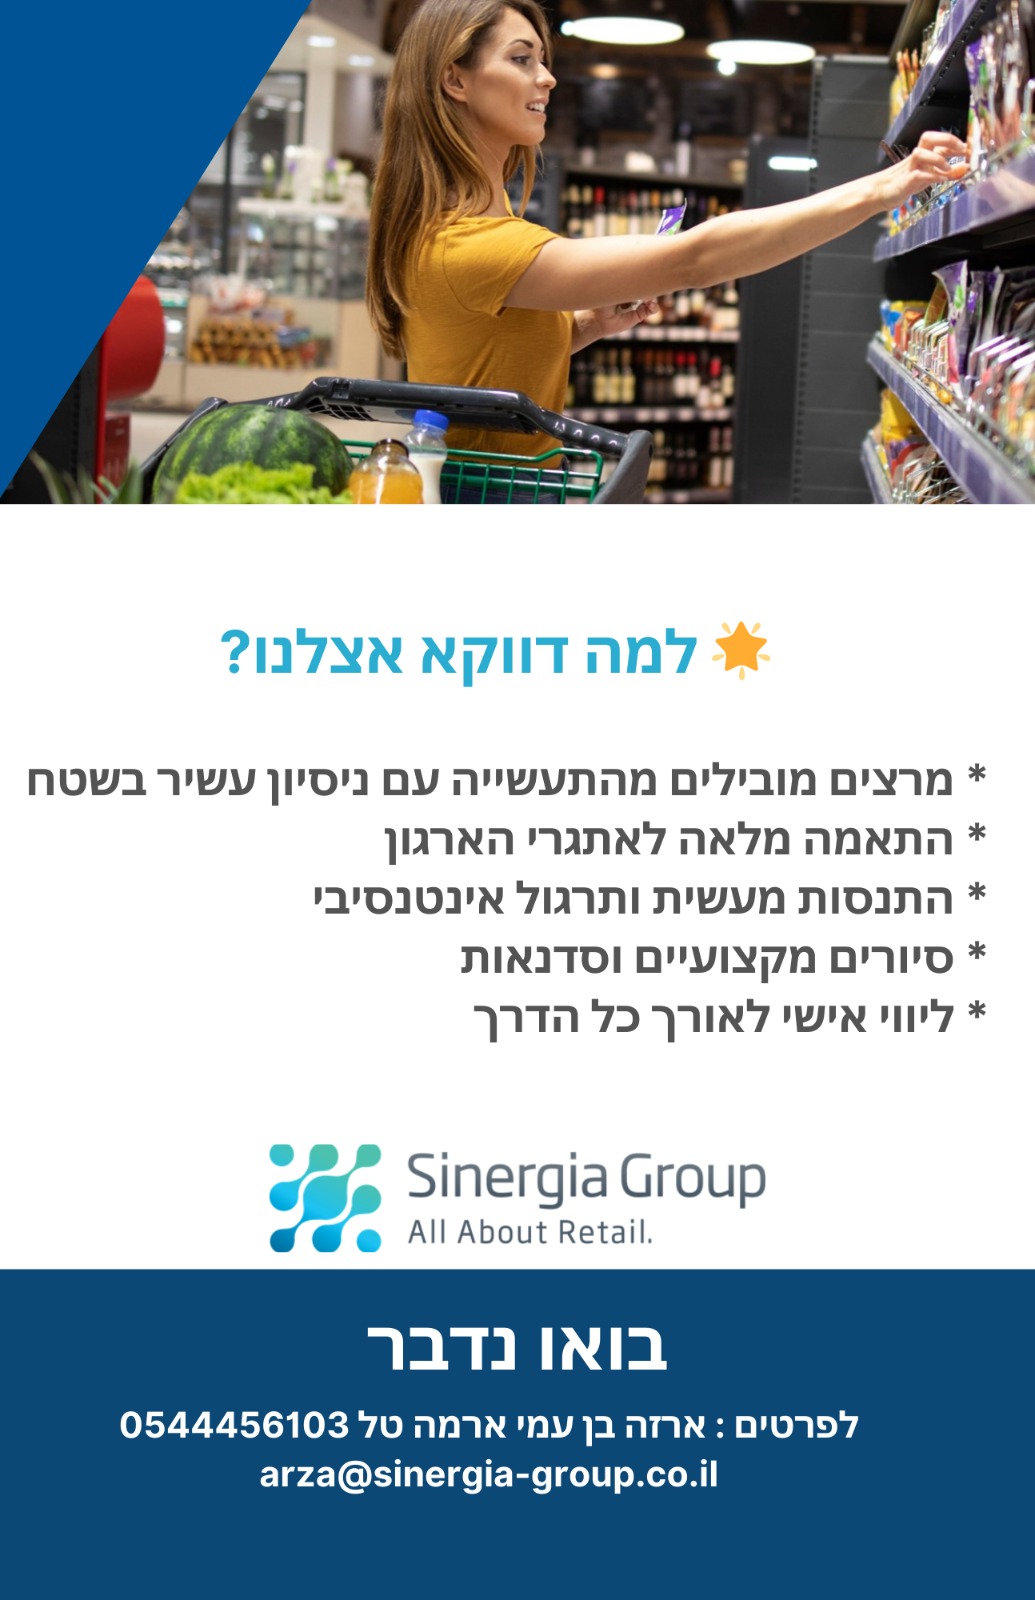 למה דווקא אצלנו?
* מרצים מובילים מהתעשייה עם ניסיון עשיר בשטח
* התאמה מלאה לאתגרי הארגון
* התנסות מעשית ותרגול אינטנסיבי
* סיורים מקצועיים וסדנאות
* ליווי אישי לאורך כל הדרך
Sinergia Group
All About Retail.
בואו נדבר
לפרטים : ארזה בן עמי ארמה טל 0544456103
arza@sinergia-group.co.il